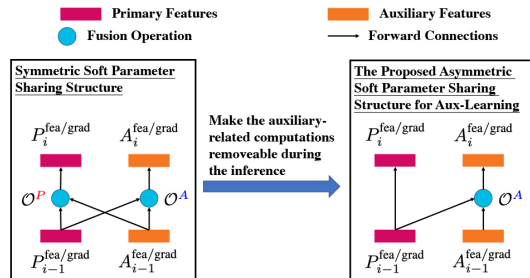 Primary Features
Auxiliary Features
Fusion Operation
Forward Connections
Symmetric Soft Parameter
Sharing Structure
P_i^{fea/grad} A_i^{fea/grad}
O^P O^A
P_{i-1}^{fea/grad} A_{i-1}^{fea/grad}
Make the auxiliary-
related computations
removeable during
the inference
The Proposed Asymmetric
Soft Parameter Sharing
Structure for Aux-Learning
P_i^{fea/grad} A_i^{fea/grad}
O^A
P_{i-1}^{fea/grad} A_{i-1}^{fea/grad}